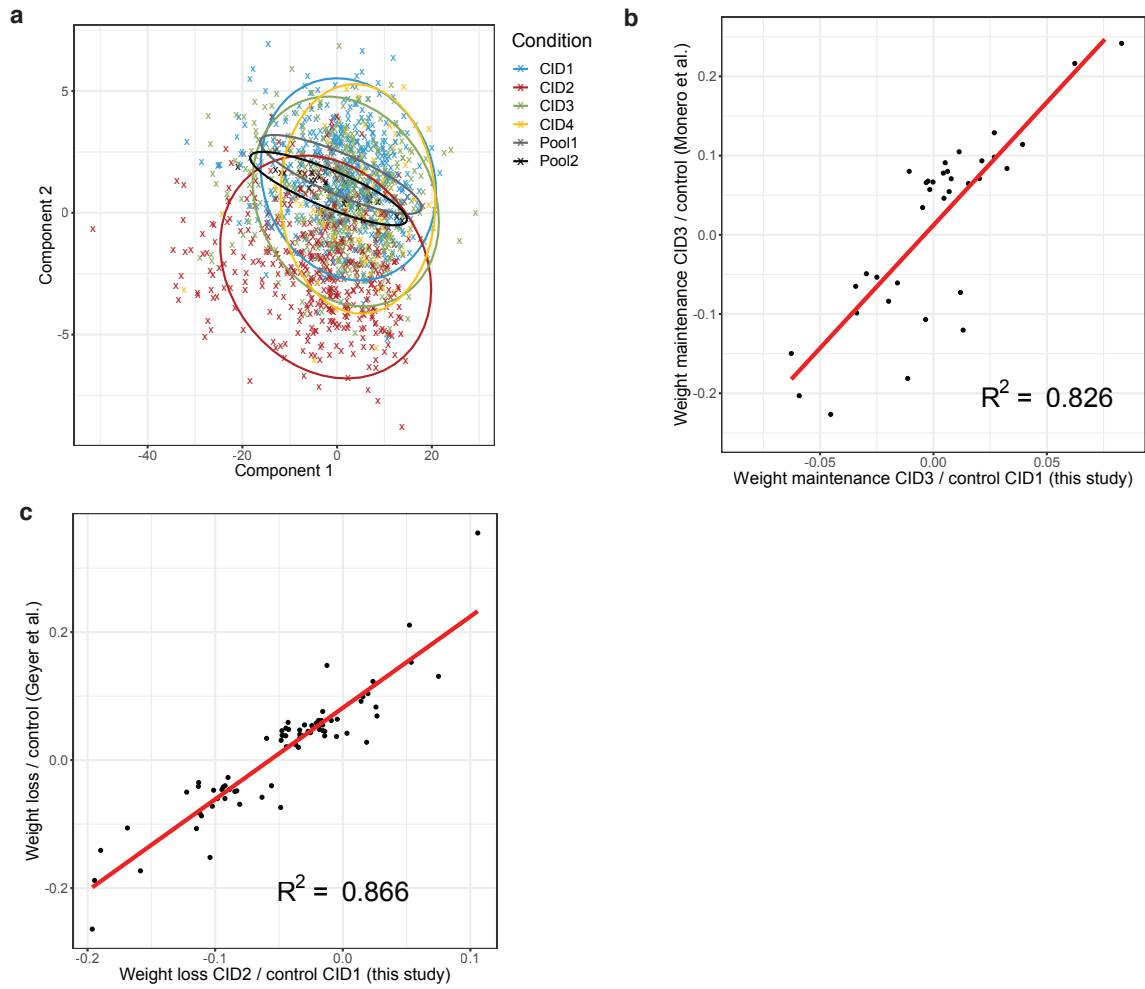 a
Component 2
5
0
-5
-40
-20
0
20
Component 1
Condition
CID1
CID2
CID3
CID4
Pool1
Pool2
b
Weight maintenance CID3 / control (Monero et al.)
0.2
0.1
0.0
-0.1
-0.2
R² = 0.826
-0.05
0.00
0.05
Weight maintenance CID3 / control CID1 (this study)
c
Weight loss / control (Geyer et al.)
0.2
0.0
-0.2
R² = 0.866
-0.2
-0.1
0.0
0.1
Weight loss CID2 / control CID1 (this study)